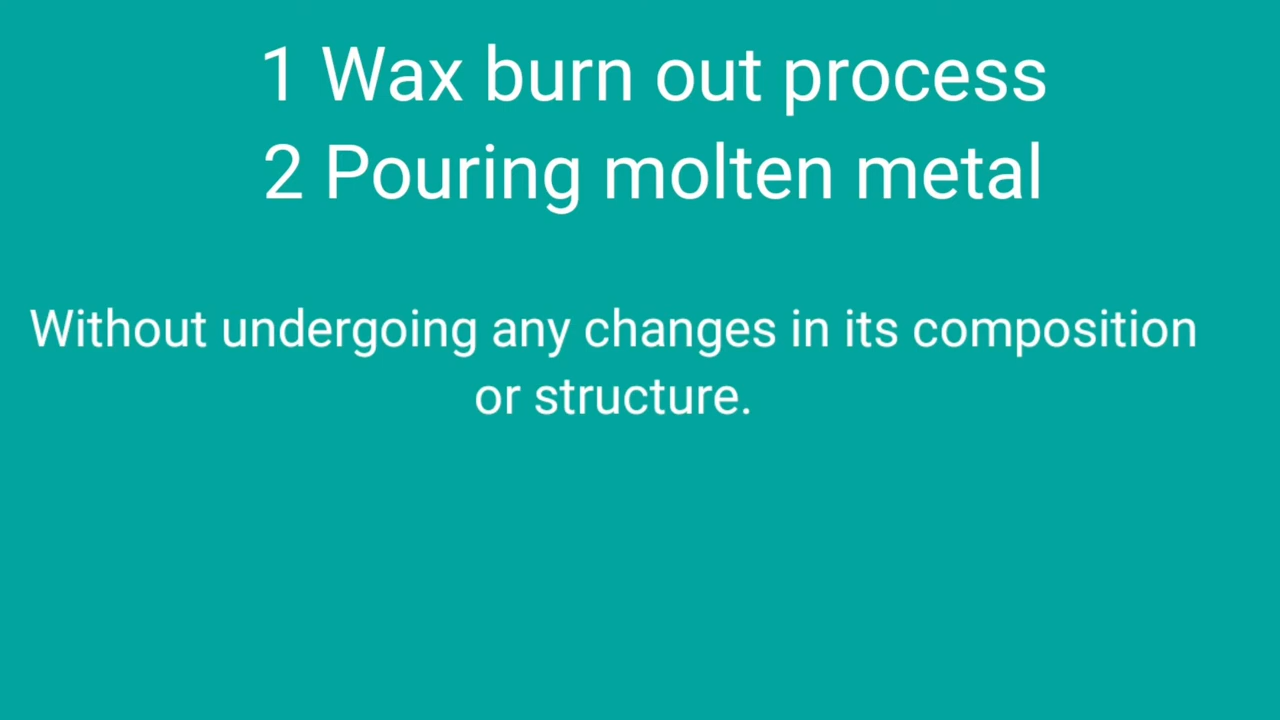 1 Wax burn out process
2 Pouring molten metal
Without undergoing any changes in its composition
or structure.